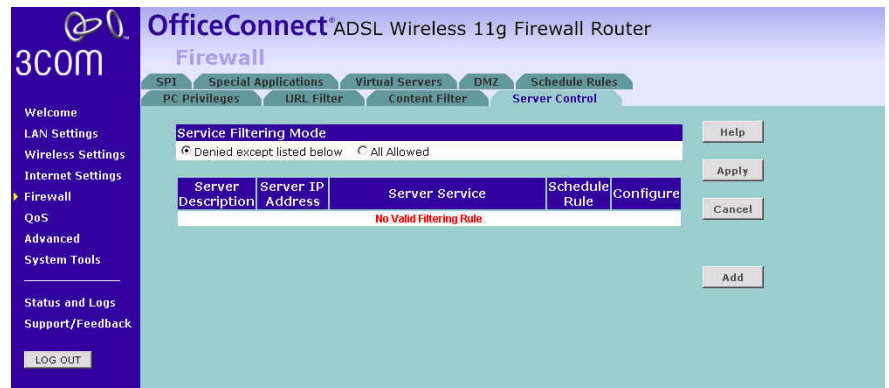 3COM
OfficeConnect® ADSL Wireless 11g Firewall Router
Firewall
SPI Special Applications Virtual Servers DMZ Schedule Rules
PC Privileges URL Filter Content Filter Server Control
Welcome
LAN Settings
Wireless Settings
Internet Settings
Firewall
QoS
Advanced
System Tools
Status and Logs
Support/Feedback
LOG OUT
Service Filtering Mode
Denied except listed below All Allowed
Server Description Server IP Address Server Service Schedule Rule Configure
No Valid Filtering Rule
Help
Apply
Cancel
Add